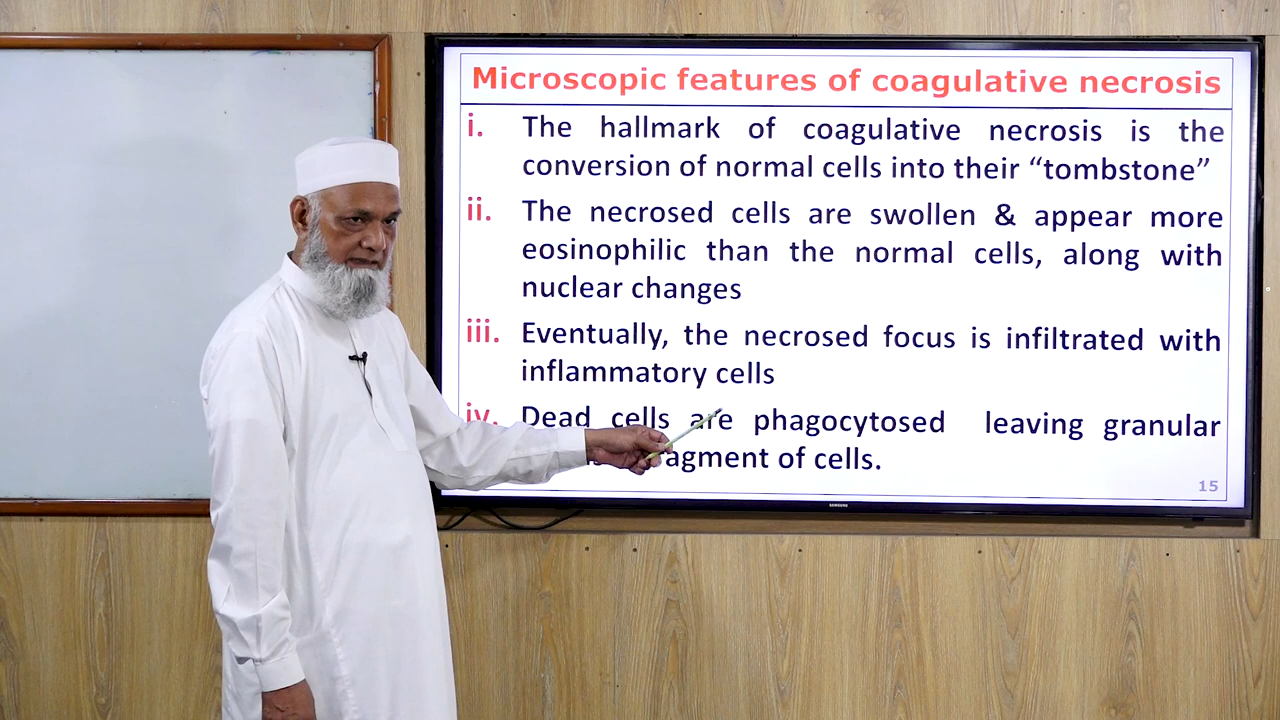 Microscopic features of coagulative necrosis
i. The hallmark of coagulative necrosis is the
conversion of normal cells into their “tombstone”
ii. The necrosed cells are swollen & appear more
eosinophilic than the normal cells, along with
nuclear changes
iii. Eventually, the necrosed focus is infiltrated with
inflammatory cells
iv. Dead cells are phagocytosed leaving granular
of cells.
15
SAMSUNG